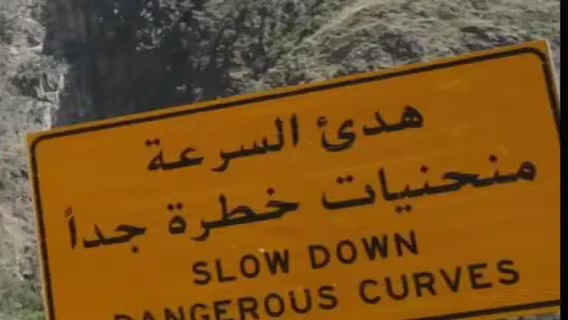 هدئ السرعة
منحنيات خطرة جداً
SLOW DOWN
DANGEROUS CURVES